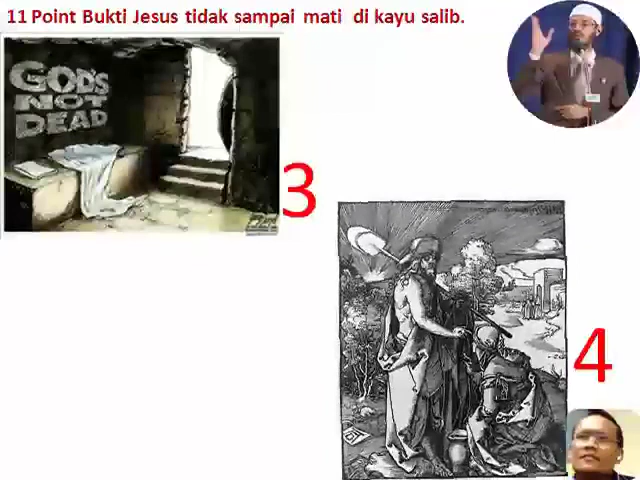 11 Point Bukti Jesus tidak sampai mati di kayu salib.
GOD'S
NOT
DEAD
3
4